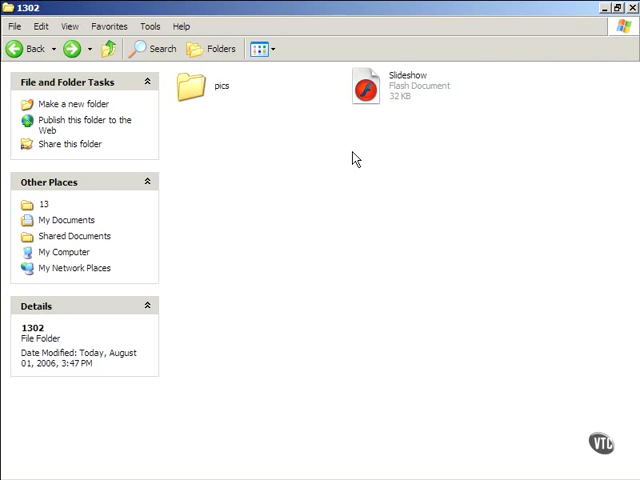 1302
File Edit View Favorites Tools Help
Back Search Folders
File and Folder Tasks
Make a new folder
Publish this folder to the
Web
Share this folder
Other Places
13
My Documents
Shared Documents
My Computer
My Network Places
Details
1302
File Folder
Date Modified: Today, August
01, 2006, 3:47 PM
pics
Slideshow
Flash Document
32 KB
VTC